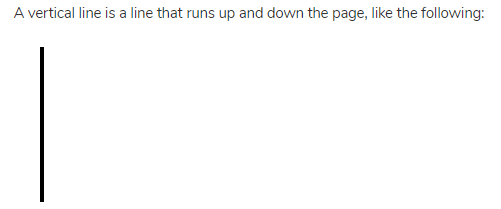 A vertical line is a line that runs up and down the page, like the following: